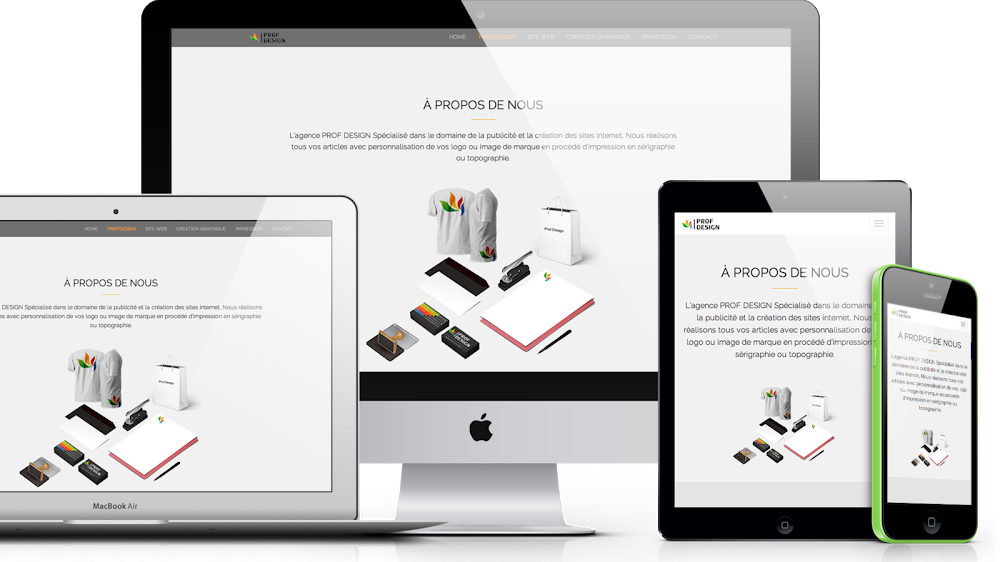 PROF
DESIGN
HOME PROFDESIGN SITE WEB CREATION GRAPHIQUE IMPRESSION CONTACT
À PROPOS DE NOUS
L'agence PROF DESIGN Spécialisé dans le domaine de la publicité et la création des sites internet, Nous réalisons
tous vos articles avec personnalisation de vos logo ou image de marque en procédé d'impression en sérigraphie
ou topographie.
Prof Design
PROF
DESIGN
HOME PROFDESIGN SITE WEB CREATION GRAPHIQUE IMPRESSION CONTACT
À PROPOS DE NOUS
DESIGN Spécialisé dans le domaine de la publicité et la création des sites internet, Nous réalisons
es avec personnalisation de vos logo ou image de marque en procédé d'impression en sérigraphie
ou topographie.
Prof Design
PROF
DESIGN
MacBook Air
PROF
DESIGN
À PROPOS DE NOUS
L'agence PROF DESIGN Spécialisé dans le domaine
la publicité et la création des sites internet, Nous
réalisons tous vos articles avec personnalisation de v
logo ou image de marque en procédé d'impression
sérigraphie ou topographie.
PROF
DESIGN
À PROPOS DE NOUS
L'agence PROF DESIGN Spécialisé dans le
domaine de la publicité et la création des
sites internet, Nous réalisons tous vos
articles avec personnalisation de vos logo
ou image de marque en procédé
d'impression en sérigraphie ou
topographie.